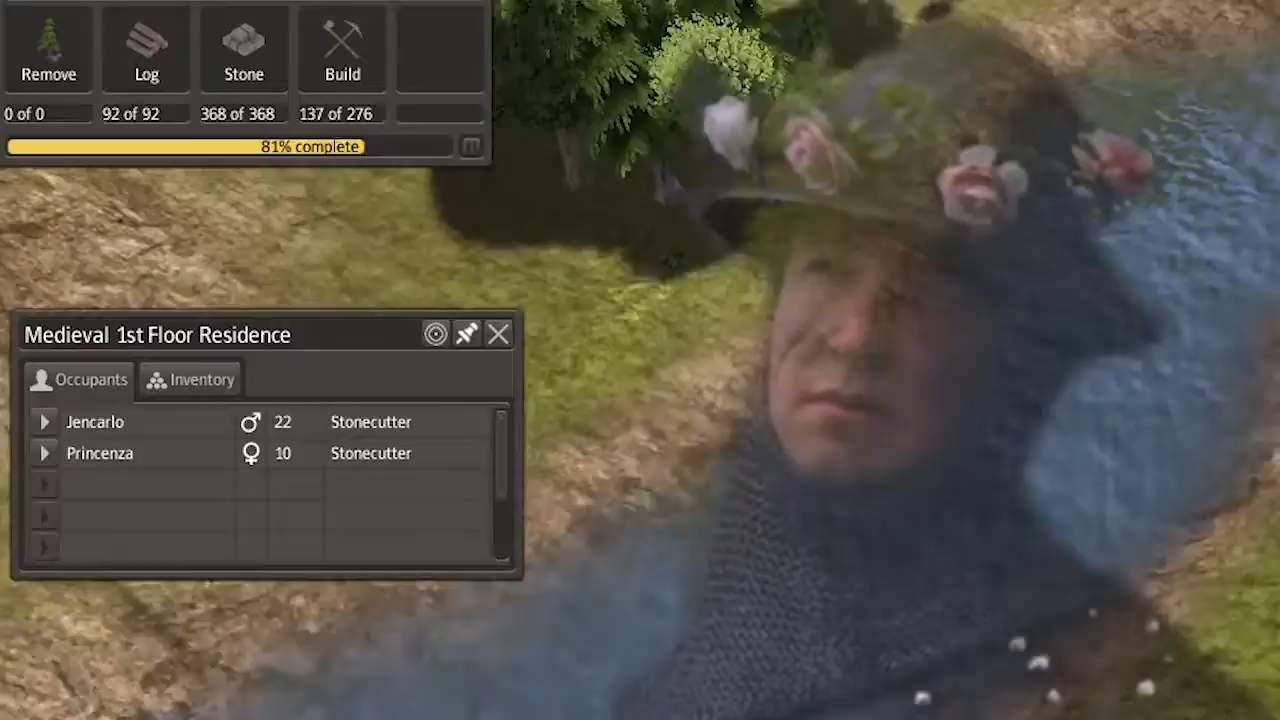 Remove Log Stone Build
0 of 0 92 of 92 368 of 368 137 of 276
81% complete
Medieval 1st Floor Residence
Occupants Inventory
Jencarlo 22 Stonecutter
Princenza 10 Stonecutter